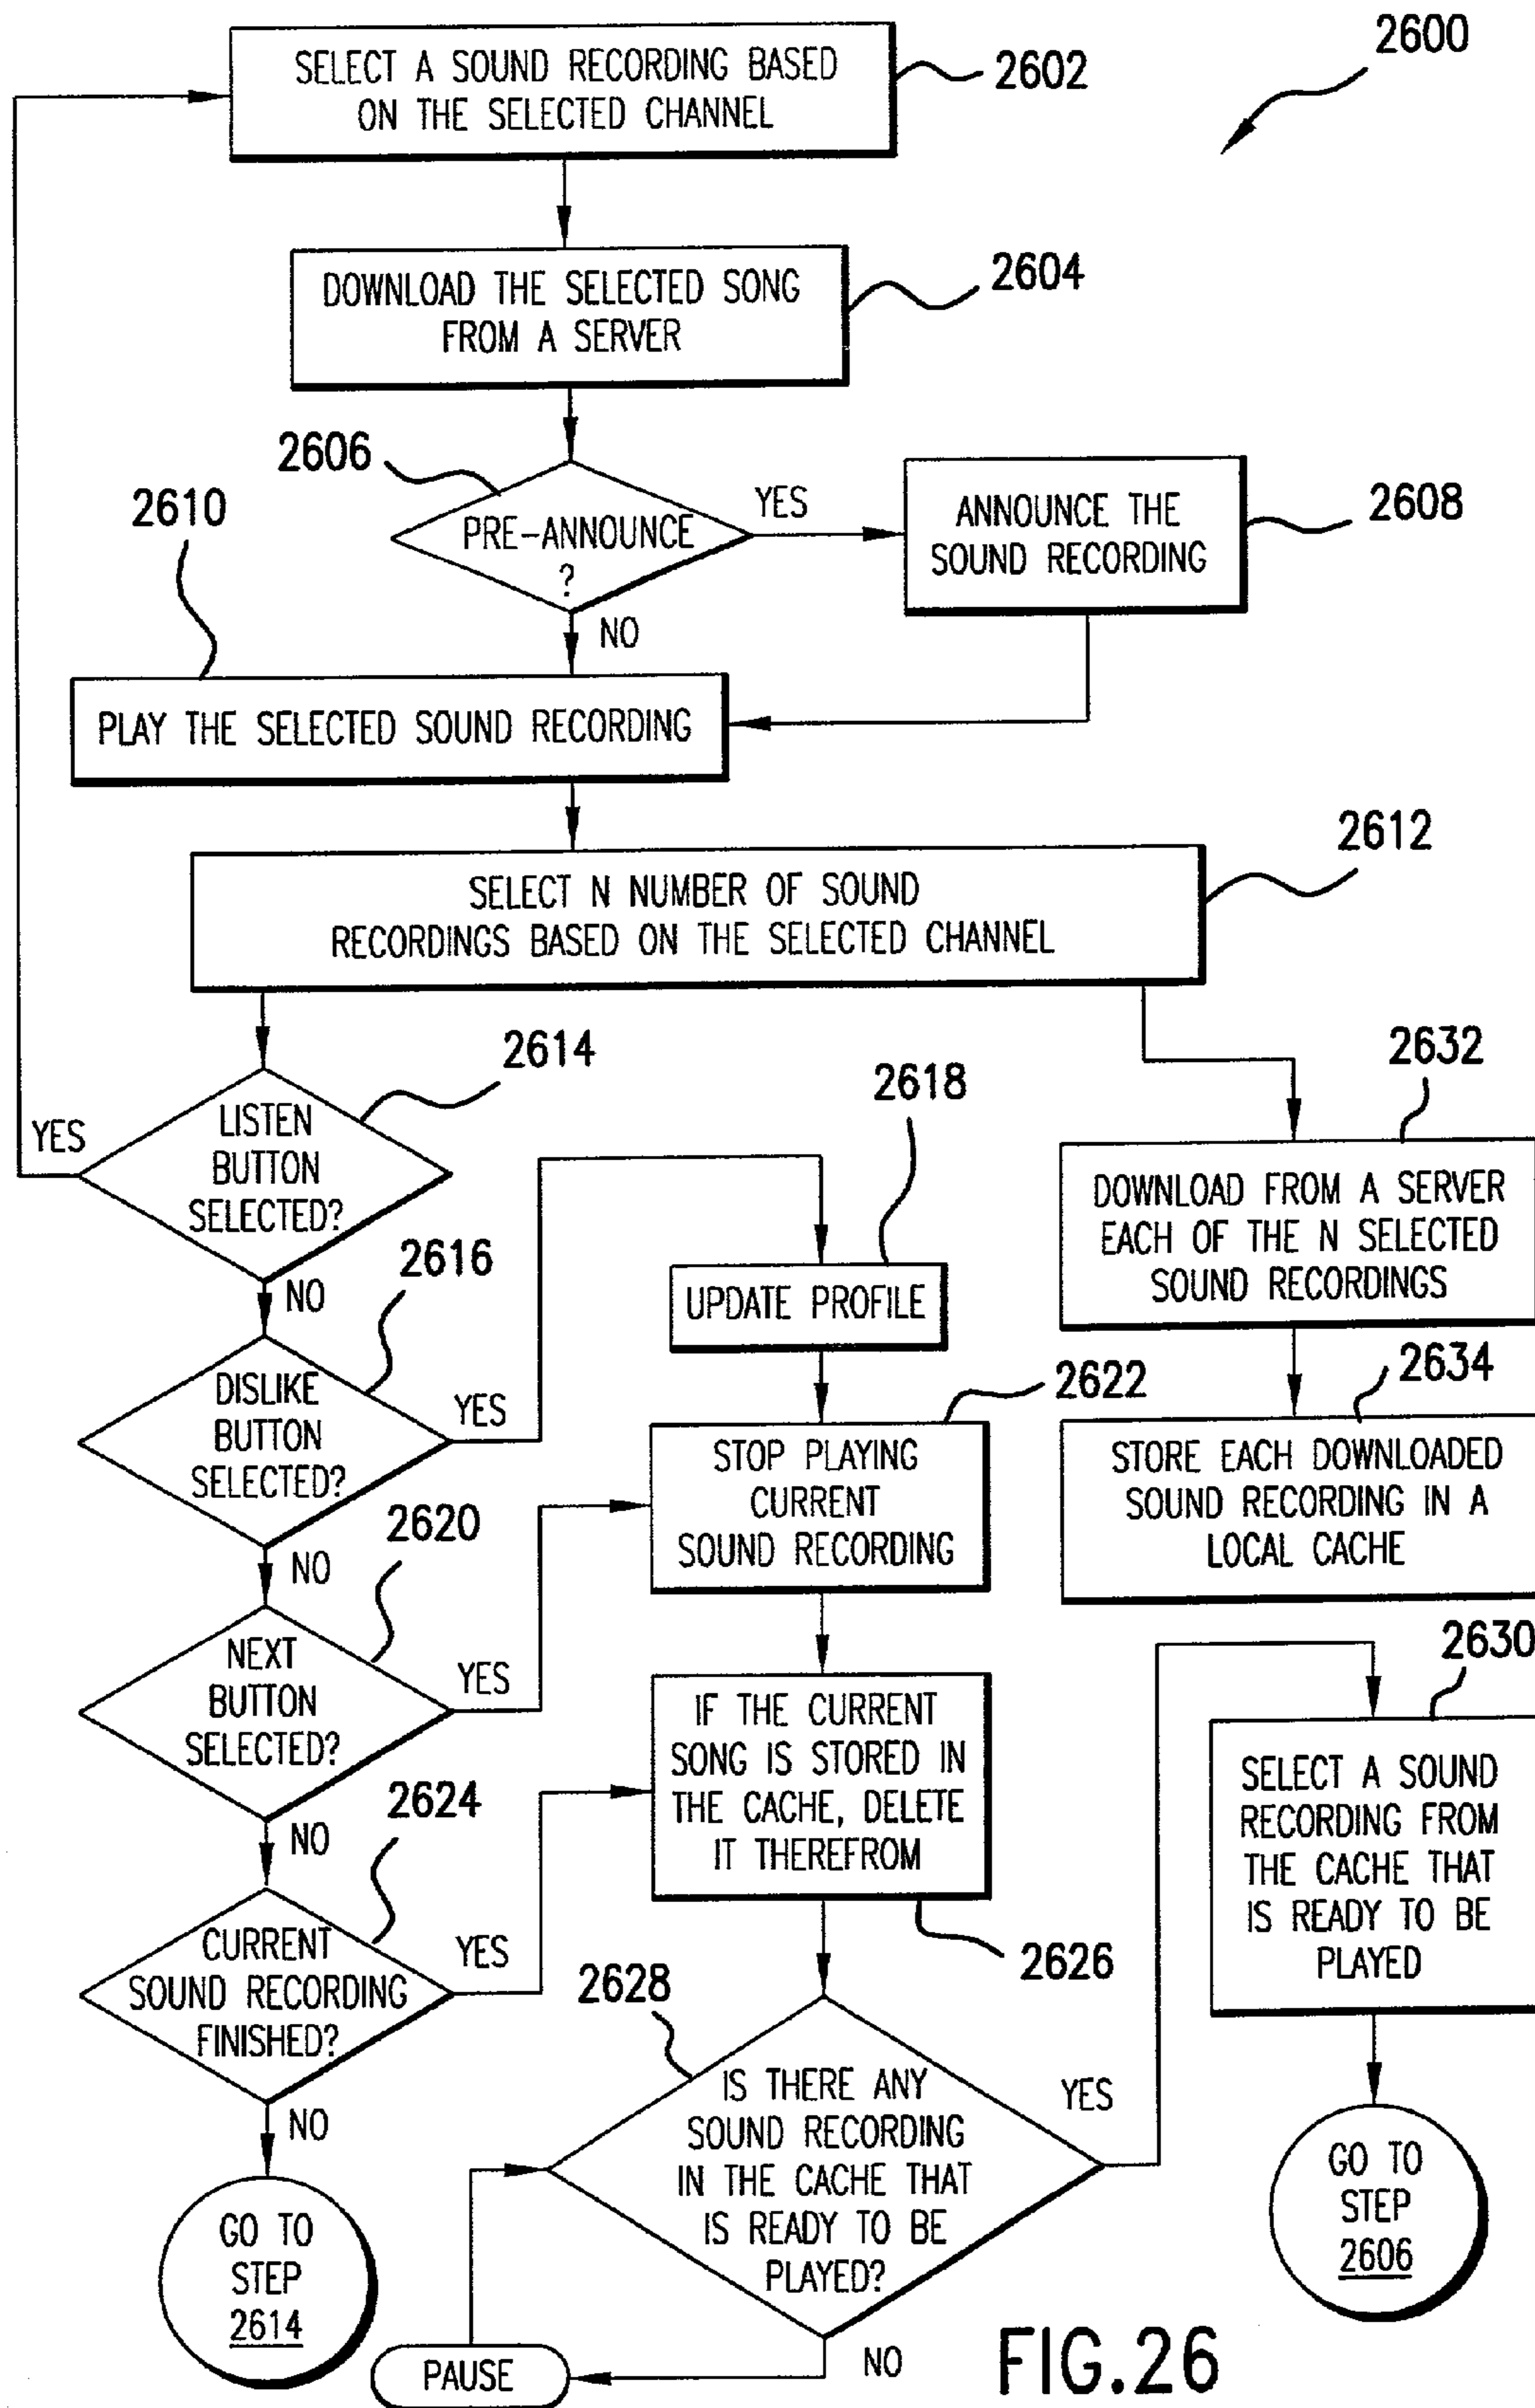 2600
SELECT A SOUND RECORDING BASED
ON THE SELECTED CHANNEL
2602
DOWNLOAD THE SELECTED SONG
FROM A SERVER
2604
2606
PRE-ANNOUNCE
?
YES
NO
ANNOUNCE THE
SOUND RECORDING
2608
2610
PLAY THE SELECTED SOUND RECORDING
2612
SELECT N NUMBER OF SOUND
RECORDINGS BASED ON THE SELECTED CHANNEL
2614
LISTEN
BUTTON
SELECTED?
YES
NO
2616
DISLIKE
BUTTON
SELECTED?
YES
NO
2618
UPDATE PROFILE
2620
NEXT
BUTTON
SELECTED?
YES
NO
2622
STOP PLAYING
CURRENT
SOUND RECORDING
2624
CURRENT
SOUND RECORDING
FINISHED?
YES
NO
GO TO
STEP
2614
IF THE CURRENT
SONG IS STORED IN
THE CACHE, DELETE
IT THEREFROM
2626
2628
IS THERE ANY
SOUND RECORDING
IN THE CACHE THAT
IS READY TO BE
PLAYED?
YES
NO
PAUSE
2632
DOWNLOAD FROM A SERVER
EACH OF THE N SELECTED
SOUND RECORDINGS
2634
STORE EACH DOWNLOADED
SOUND RECORDING IN A
LOCAL CACHE
2630
SELECT A SOUND
RECORDING FROM
THE CACHE THAT
IS READY TO BE
PLAYED
GO TO
STEP
2606
FIG.26